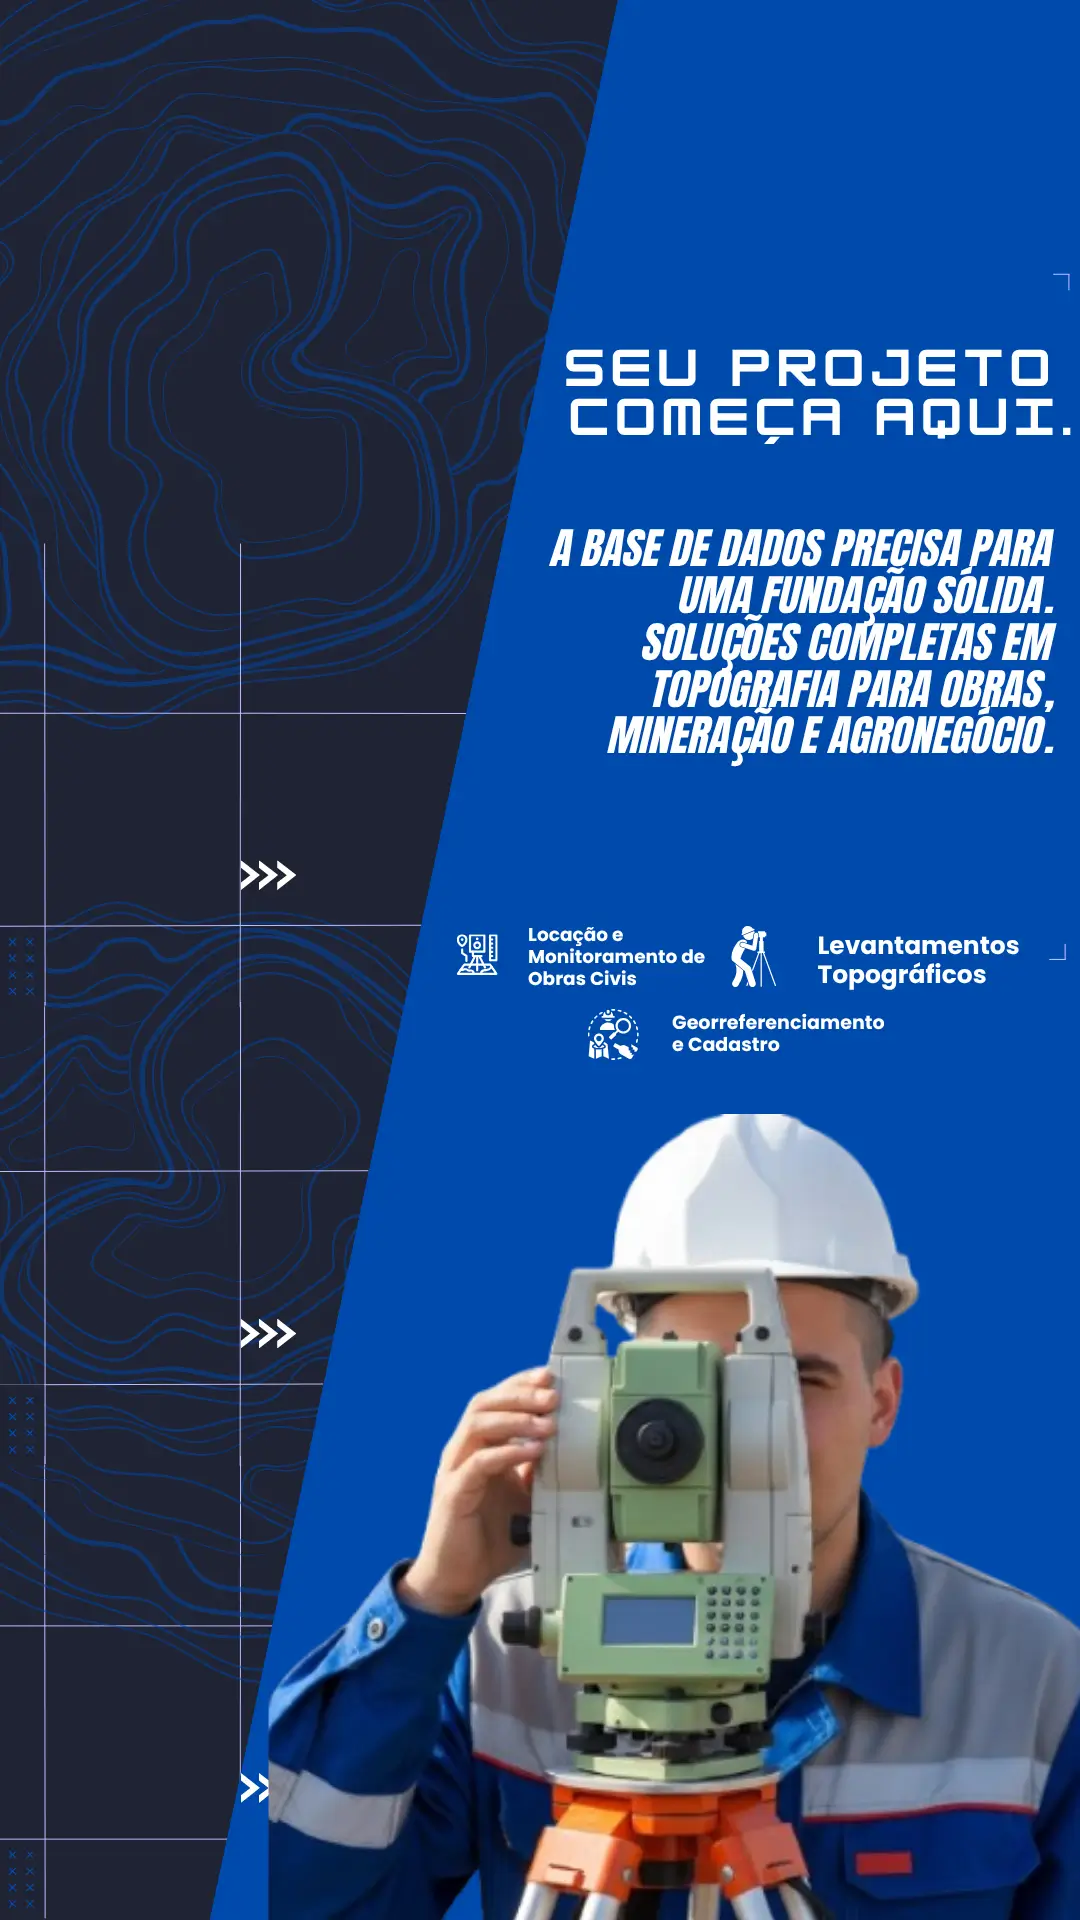 SEU PROJETO
COMEÇA AQUI.
A BASE DE DADOS PRECISA PARA
UMA FUNDAÇÃO SÓLIDA.
SOLUÇÕES COMPLETAS EM
TOPOGRAFIA PARA OBRAS,
MINERAÇÃO E AGRONEGÓCIO.
Locação e
Monitoramento de
Obras Civis
Levantamentos
Topográficos
Georreferenciamento
e Cadastro